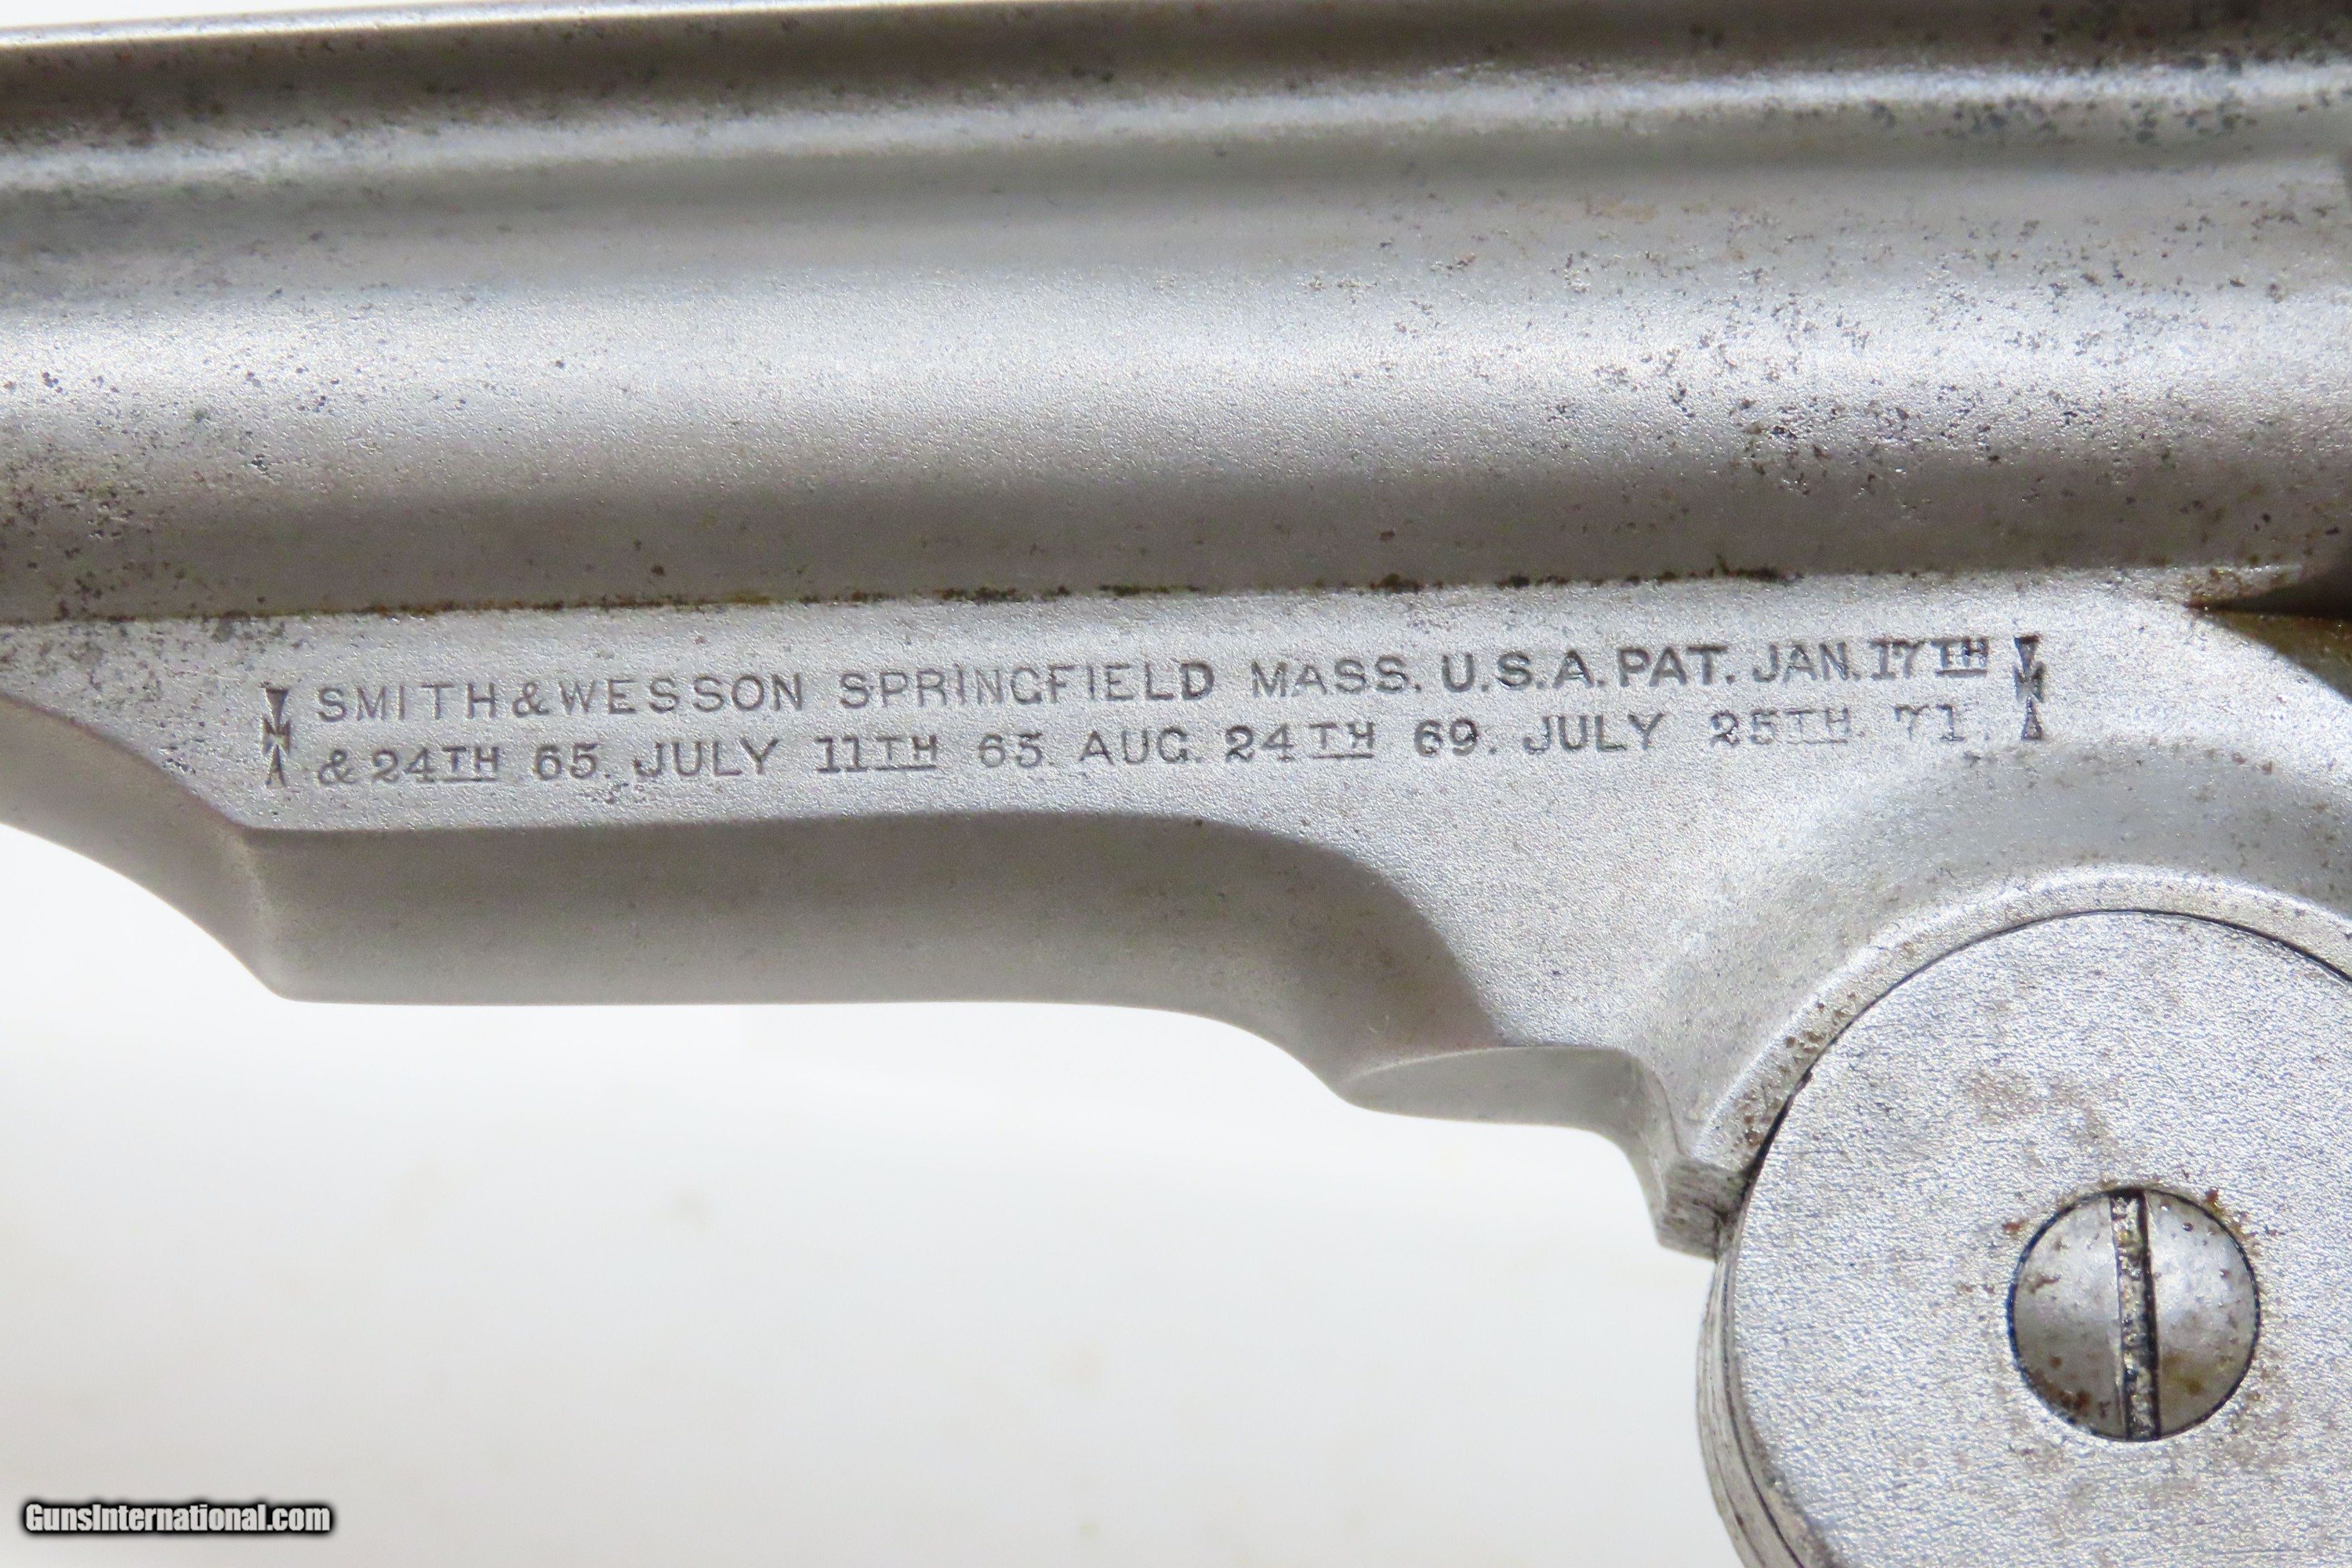 SMITH & WESSON SPRINGFIELD MASS. U.S.A. PAT. JAN. 17TH
& 24TH 65. JULY 11TH 65. AUG. 24TH 69. JULY 25TH. 71.
GunsInternational.com